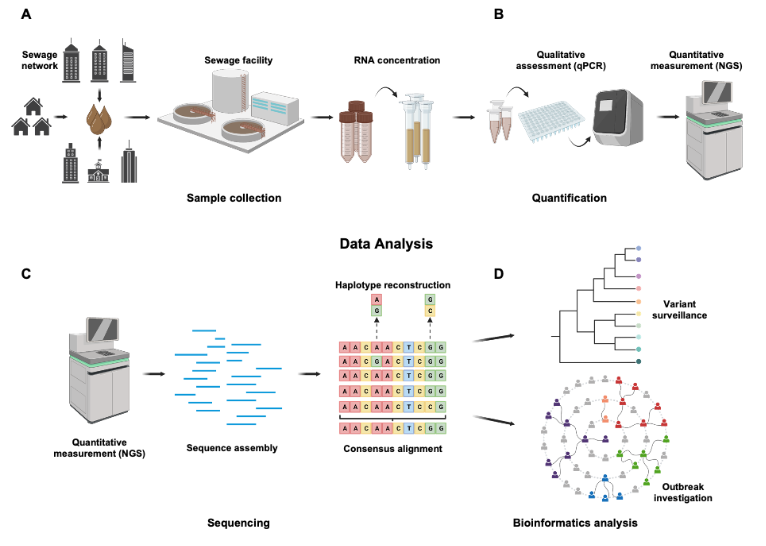 A
B
Sewage
network
Sewage facility
RNA concentration
Qualitative
assessment (qPCR)
Quantitative
measurement (NGS)
Sample collection
Quantification
Data Analysis
C
D
Haplotype reconstruction
A
G
G
C
A A C A A C T C G G
A A C G A C T C G G
A A C A A C T C G G
A A C A A C T C G G
A A C A A C T C C G
A A C A A C T C G G
Variant
surveillance
Quantitative
measurement (NGS)
Sequence assembly
Consensus alignment
Outbreak
investigation
Sequencing
Bioinformatics analysis